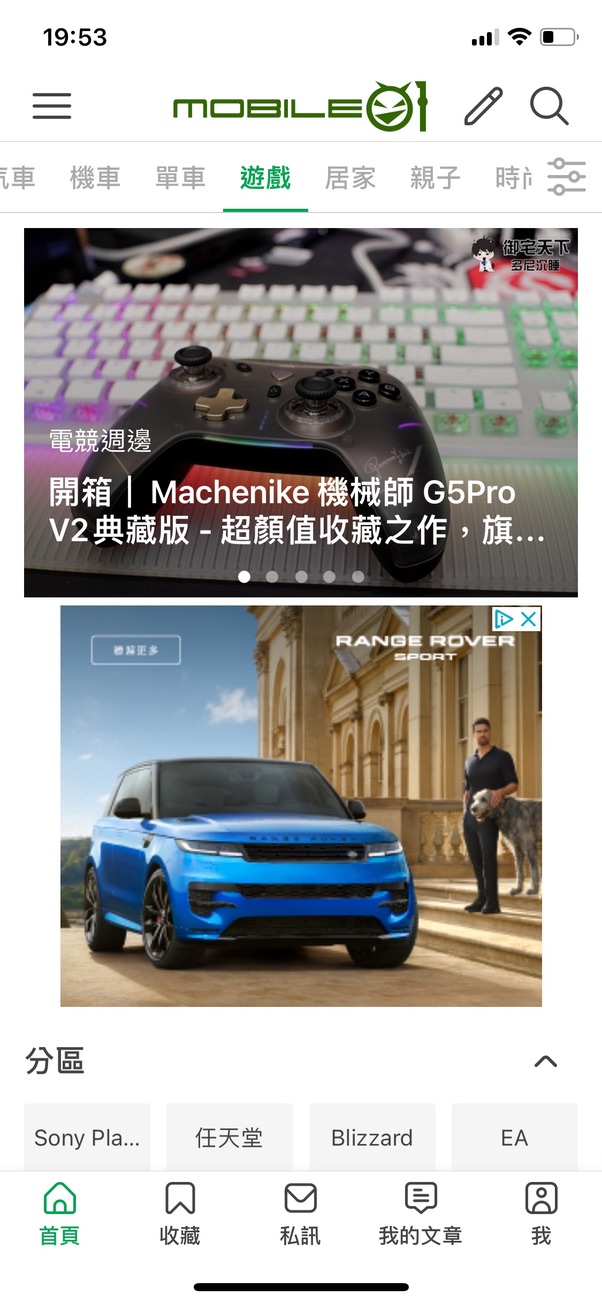 19:53
MOBILE01
汽車 機車 單車 遊戲 居家 親子 時尚
御宅天下
多尼沉睡
電競週邊
開箱｜ Machenike 機械師 G5Pro
V2典藏版 - 超顏值收藏之作，旗...
瞭解更多
RANGE ROVER
SPORT
RANGE ROVER
分區
Sony Pla... 任天堂 Blizzard EA
首頁 收藏 私訊 我的文章 我